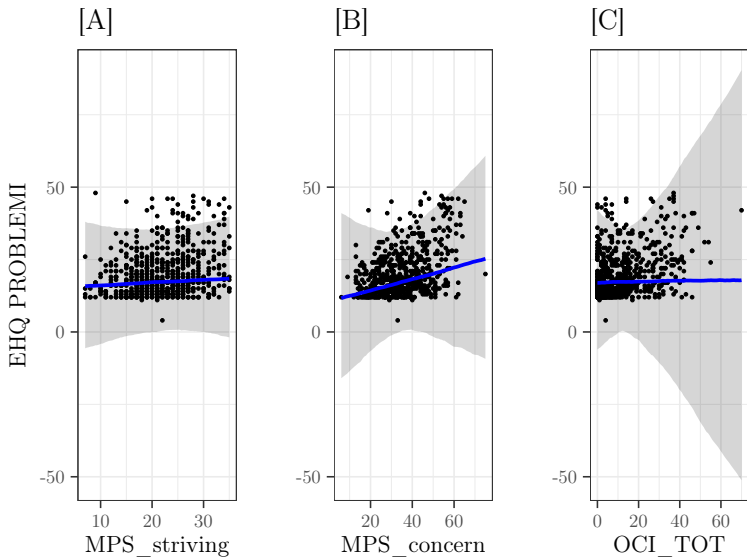 [A] [B] [C]
EHQ PROBLEMI
50 50 50
0 0 0
-50 -50 -50
10 20 30 20 40 60 0 20 40 60
MPS_striving MPS_concern OCI_TOT